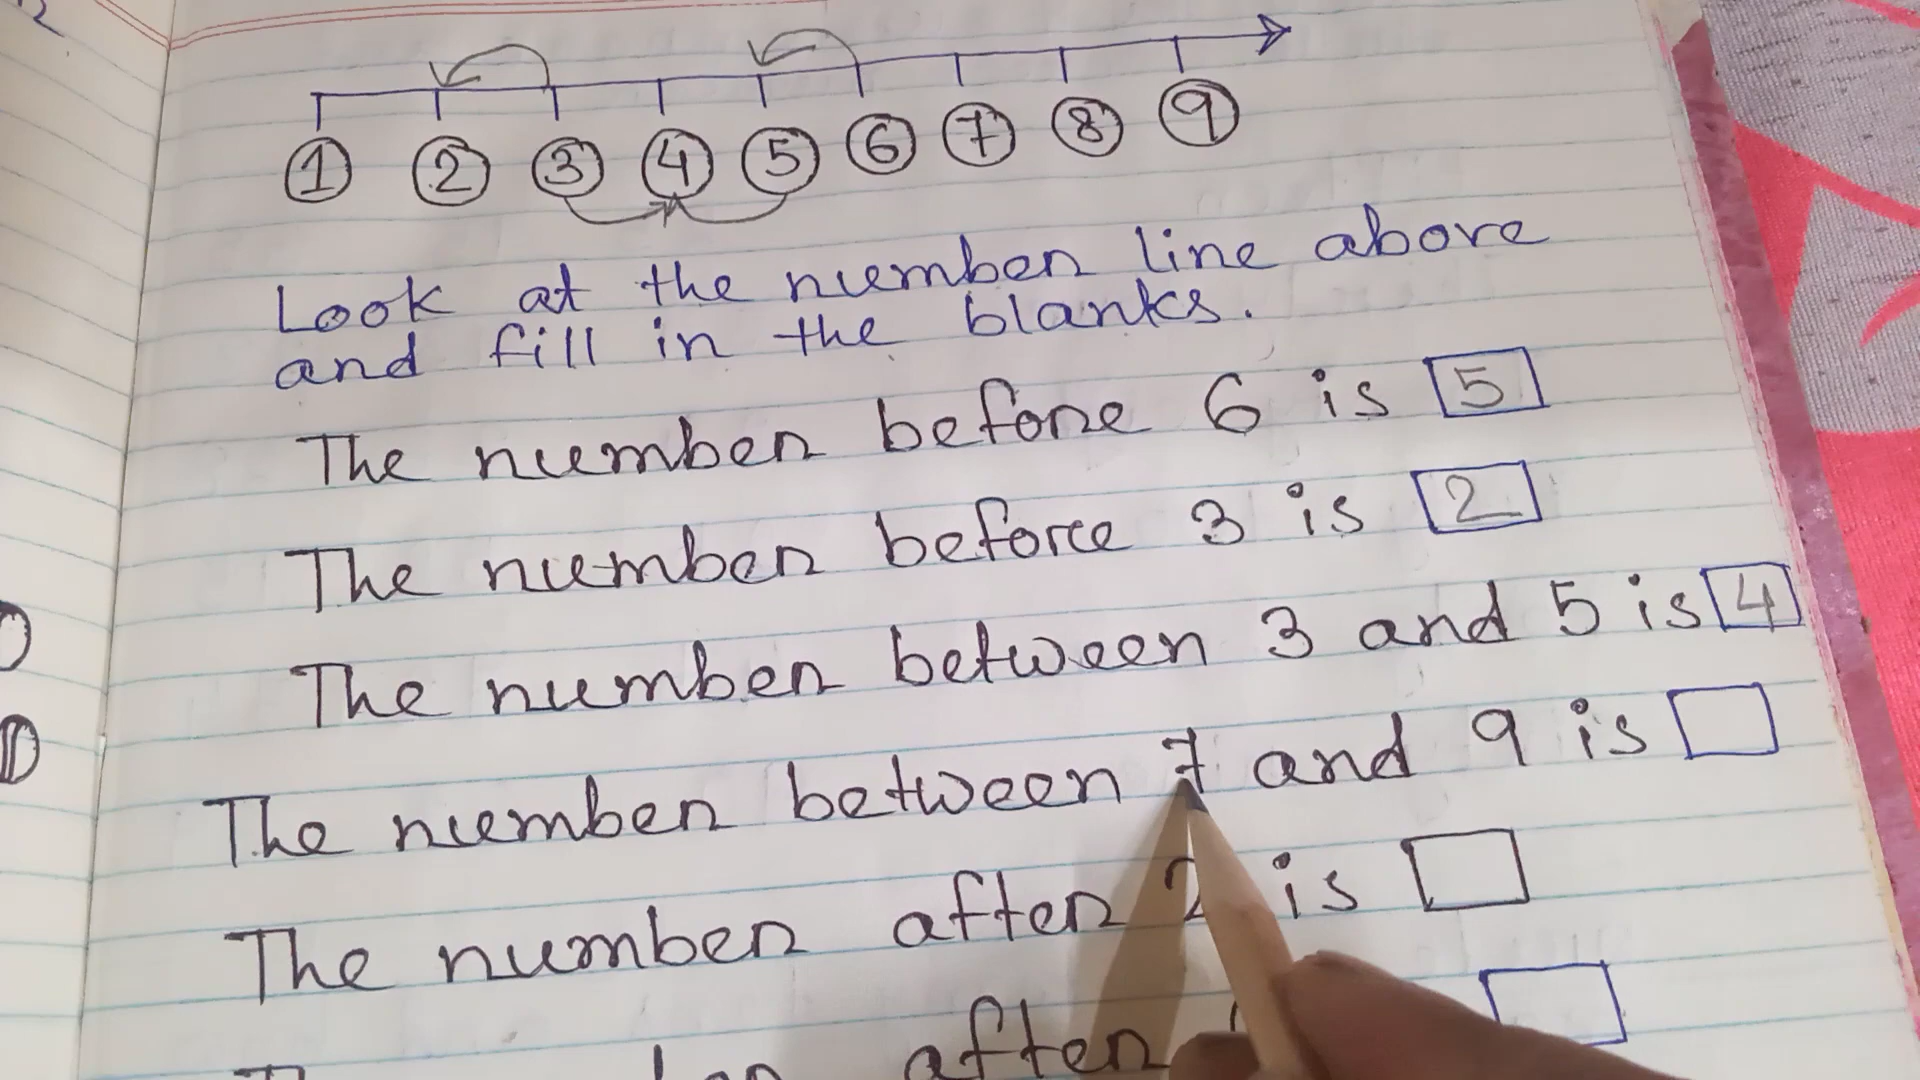 1 2 3 4 5 6 7 8 9
Look at the number line above
and fill in the blanks.
The number before 6 is 5
The number before 3 is 2
The number between 3 and 5 is 4
The number between 7 and 9 is
The number after 2 is
after